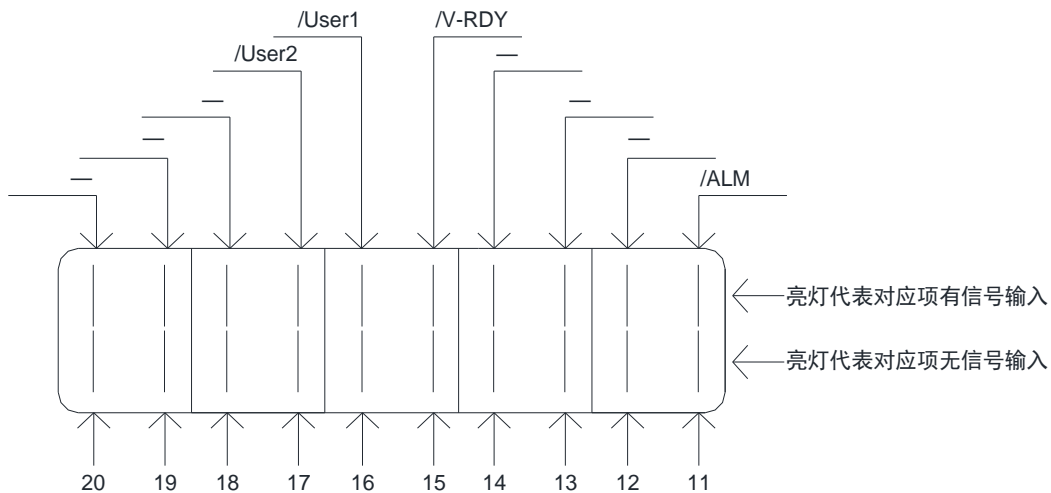 /User1
/V-RDY
/User2
—
—
—
—
—
—
/ALM
亮灯代表对应项有信号输入
亮灯代表对应项无信号输入
20 19 18 17 16 15 14 13 12 11